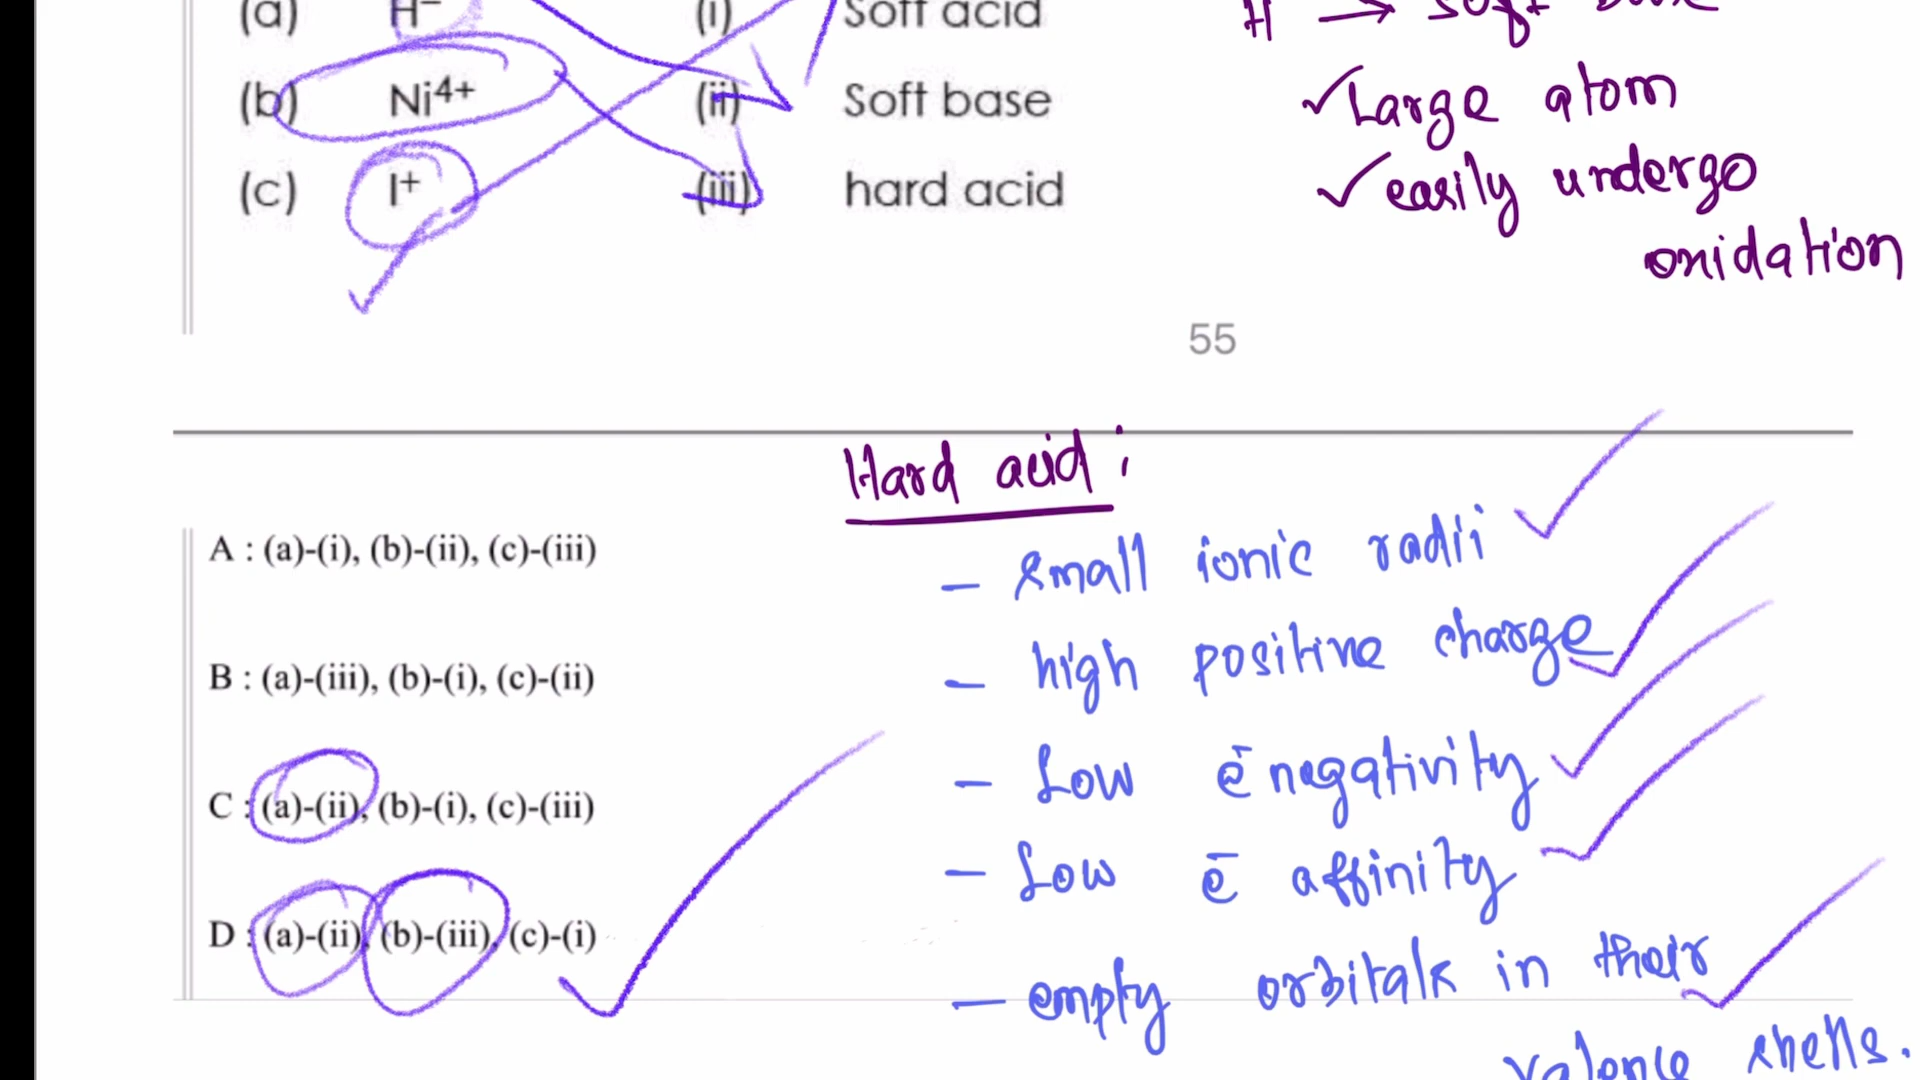 (a) H⁻ (i) Soft acid
(b) Ni⁴⁺ (ii) Soft base
(c) I⁺ (iii) hard acid
H → soft
✓ Large atom
✓ easily undergo
oxidation
55
Hard acid :
A : (a)-(i), (b)-(ii), (c)-(iii)
B : (a)-(iii), (b)-(i), (c)-(ii)
C : (a)-(ii), (b)-(i), (c)-(iii)
D : (a)-(ii), (b)-(iii), (c)-(i)
- small ionic radii
- high positive charge
- Low ē negativity
- Low ē affinity
- empty orbitals in their
valence shells.